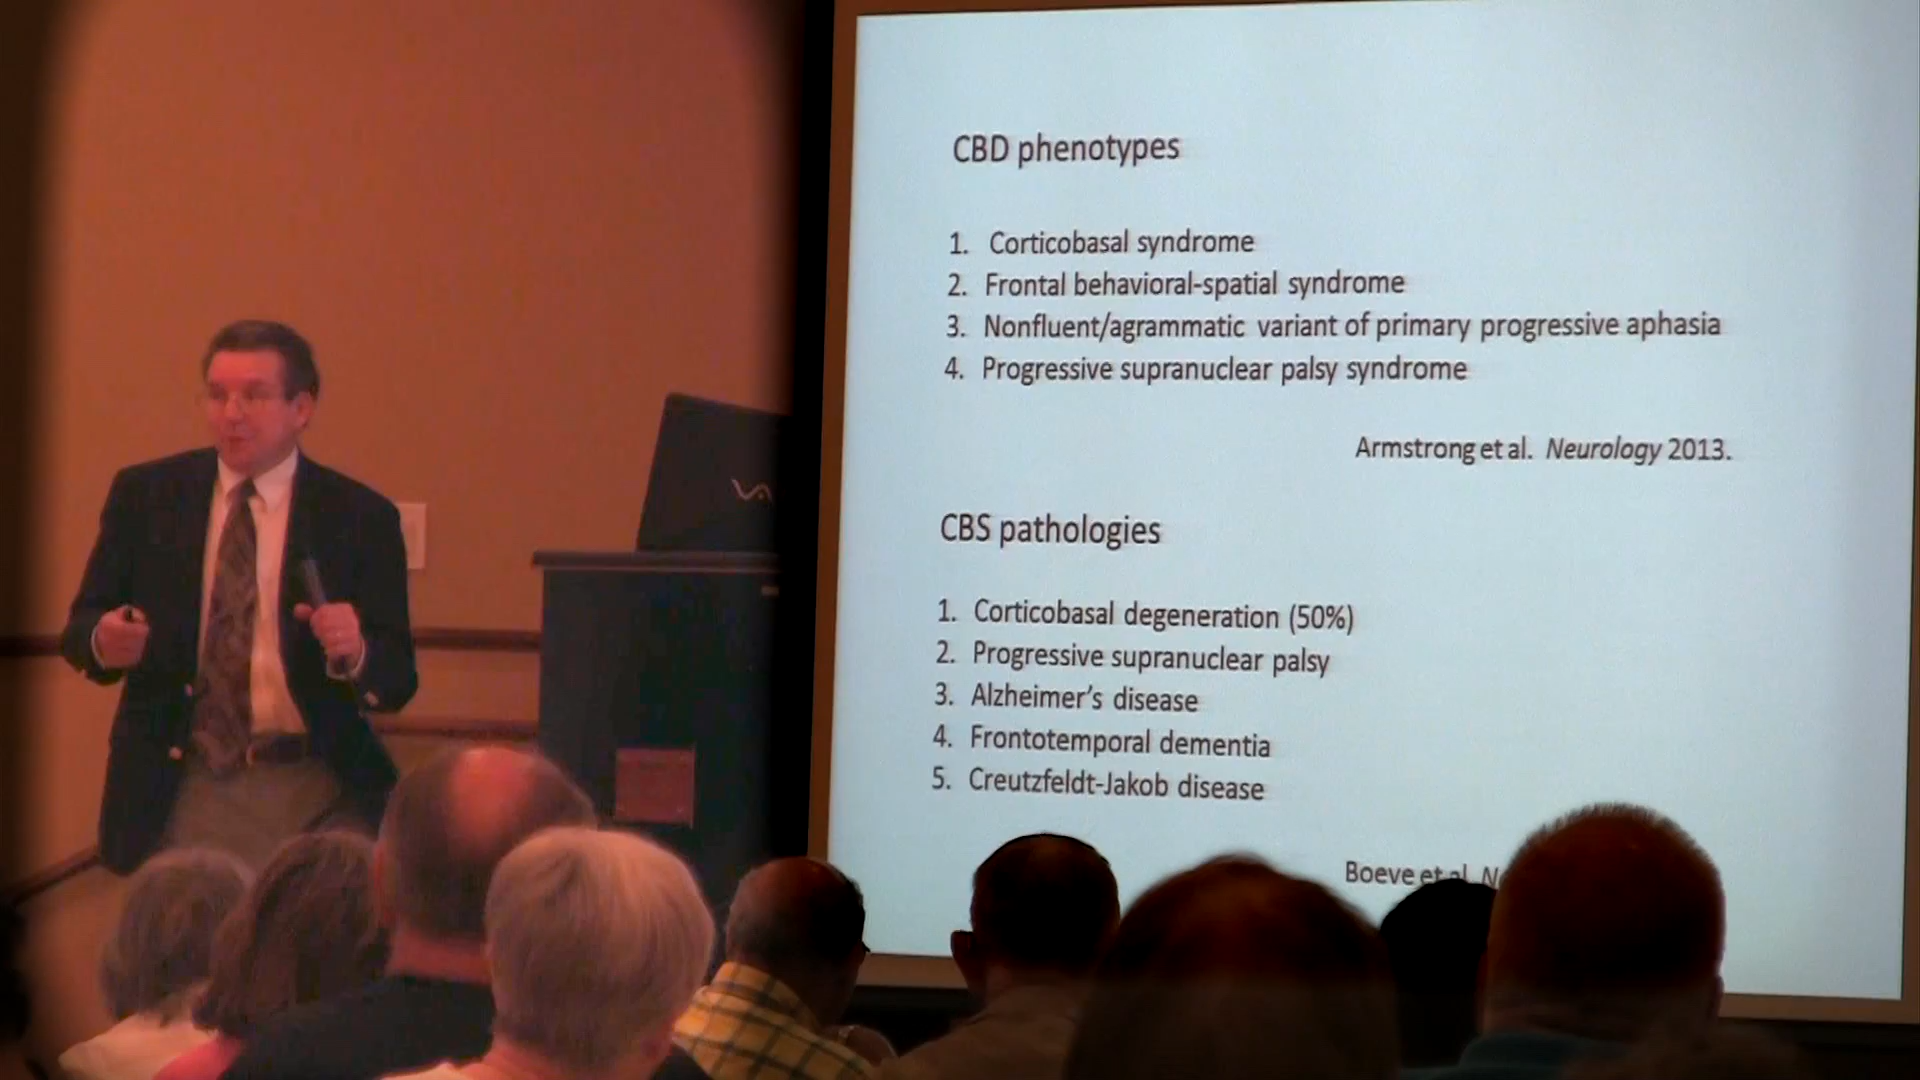 CBD phenotypes
1. Corticobasal syndrome
2. Frontal behavioral-spatial syndrome
3. Nonfluent/agrammatic variant of primary progressive aphasia
4. Progressive supranuclear palsy syndrome
Armstrong et al. Neurology 2013.
CBS pathologies
1. Corticobasal degeneration (50%)
2. Progressive supranuclear palsy
3. Alzheimer's disease
4. Frontotemporal dementia
5. Creutzfeldt-Jakob disease
Boeve et al.